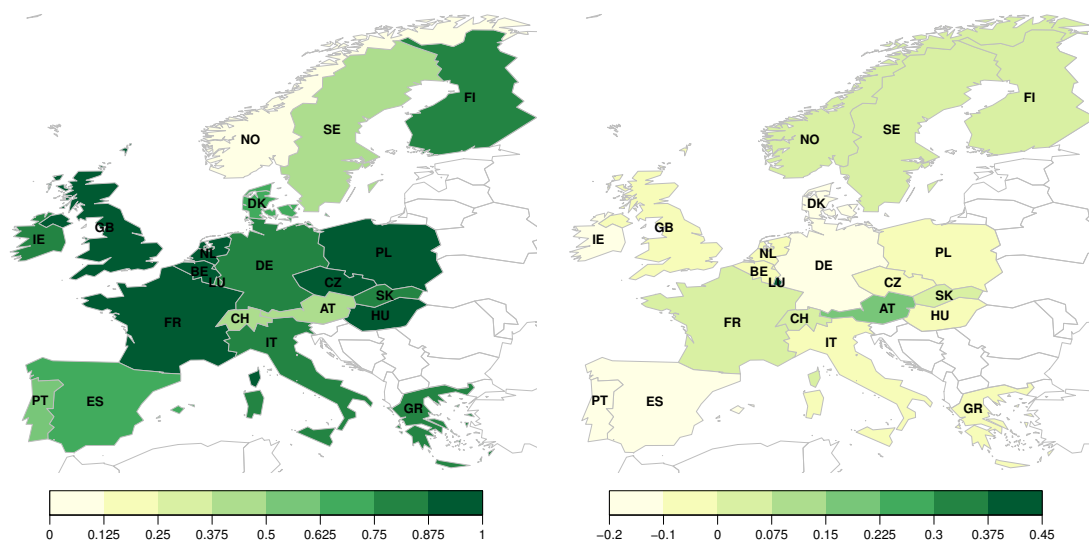 FI
NO
SE
DK
GB
IE
NL
PL
BE
DE
LU
CZ
SK
AT
HU
FR
CH
IT
PT
ES
GR
0 0.125 0.25 0.375 0.5 0.625 0.75 0.875 1
FI
NO
SE
DK
GB
IE
NL
PL
BE
DE
LU
CZ
SK
AT
HU
FR
CH
IT
PT
ES
GR
−0.2 −0.1 0 0.075 0.15 0.225 0.3 0.375 0.45